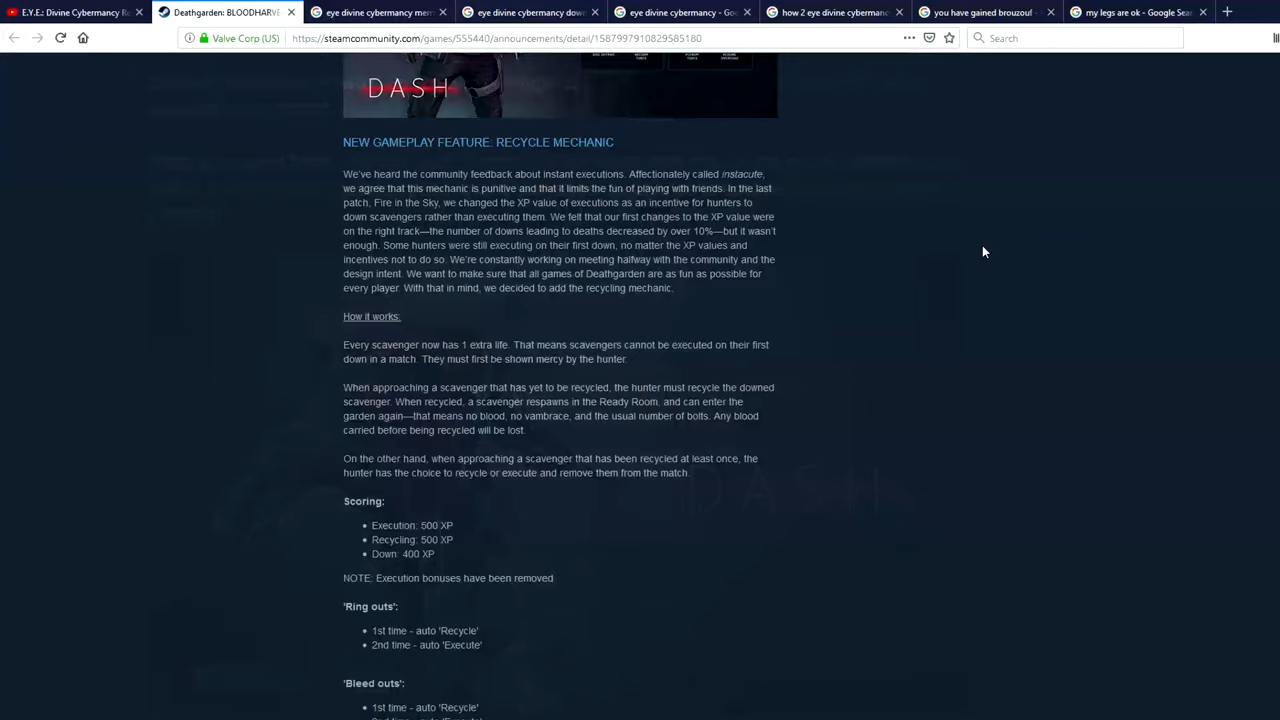 E.Y.E.: Divine Cybermancy Re
Deathgarden: BLOODHARVE
eye divine cybermancy mem
eye divine cybermancy dow
eye divine cybermancy - Goo
how 2 eye divine cybermanc
you have gained brouzouf -
my legs are ok - Google Sea
Valve Corp (US)
https://steamcommunity.com/games/555440/announcements/detail/1587997910829585180
Search
DASH
NEW GAMEPLAY FEATURE: RECYCLE MECHANIC
We've heard the community feedback about instant executions. Affectionately called instacute,
we agree that this mechanic is punitive and that it limits the fun of playing with friends. In the last
patch, Fire in the Sky, we changed the XP value of executions as an incentive for hunters to
down scavengers rather than executing them. We felt that our first changes to the XP value were
on the right track—the number of downs leading to deaths decreased by over 10%—but it wasn't
enough. Some hunters were still executing on their first down, no matter the XP values and
incentives not to do so. We're constantly working on meeting halfway with the community and the
design intent. We want to make sure that all games of Deathgarden are as fun as possible for
every player. With that in mind, we decided to add the recycling mechanic.
How it works:
Every scavenger now has 1 extra life. That means scavengers cannot be executed on their first
down in a match. They must first be shown mercy by the hunter.
When approaching a scavenger that has yet to be recycled, the hunter must recycle the downed
scavenger. When recycled, a scavenger respawns in the Ready Room, and can enter the
garden again—that means no blood, no vambrace, and the usual number of bolts. Any blood
carried before being recycled will be lost.
On the other hand, when approaching a scavenger that has been recycled at least once, the
hunter has the choice to recycle or execute and remove them from the match.
Scoring:
• Execution: 500 XP
• Recycling: 500 XP
• Down: 400 XP
NOTE: Execution bonuses have been removed
'Ring outs':
• 1st time - auto 'Recycle'
• 2nd time - auto 'Execute'
'Bleed outs':
• 1st time - auto 'Recycle'